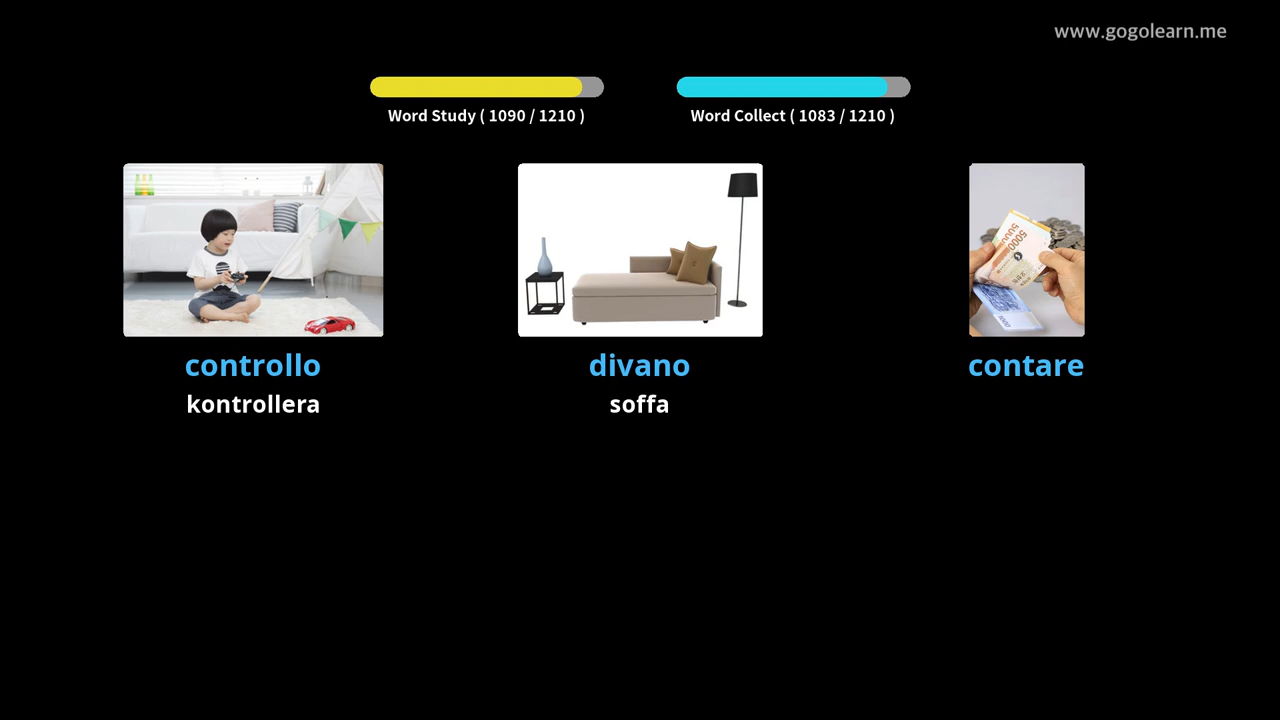 www.gogolearn.me
Word Study ( 1090 / 1210 )
Word Collect ( 1083 / 1210 )
controllo
divano
contare
kontrollera
soffa